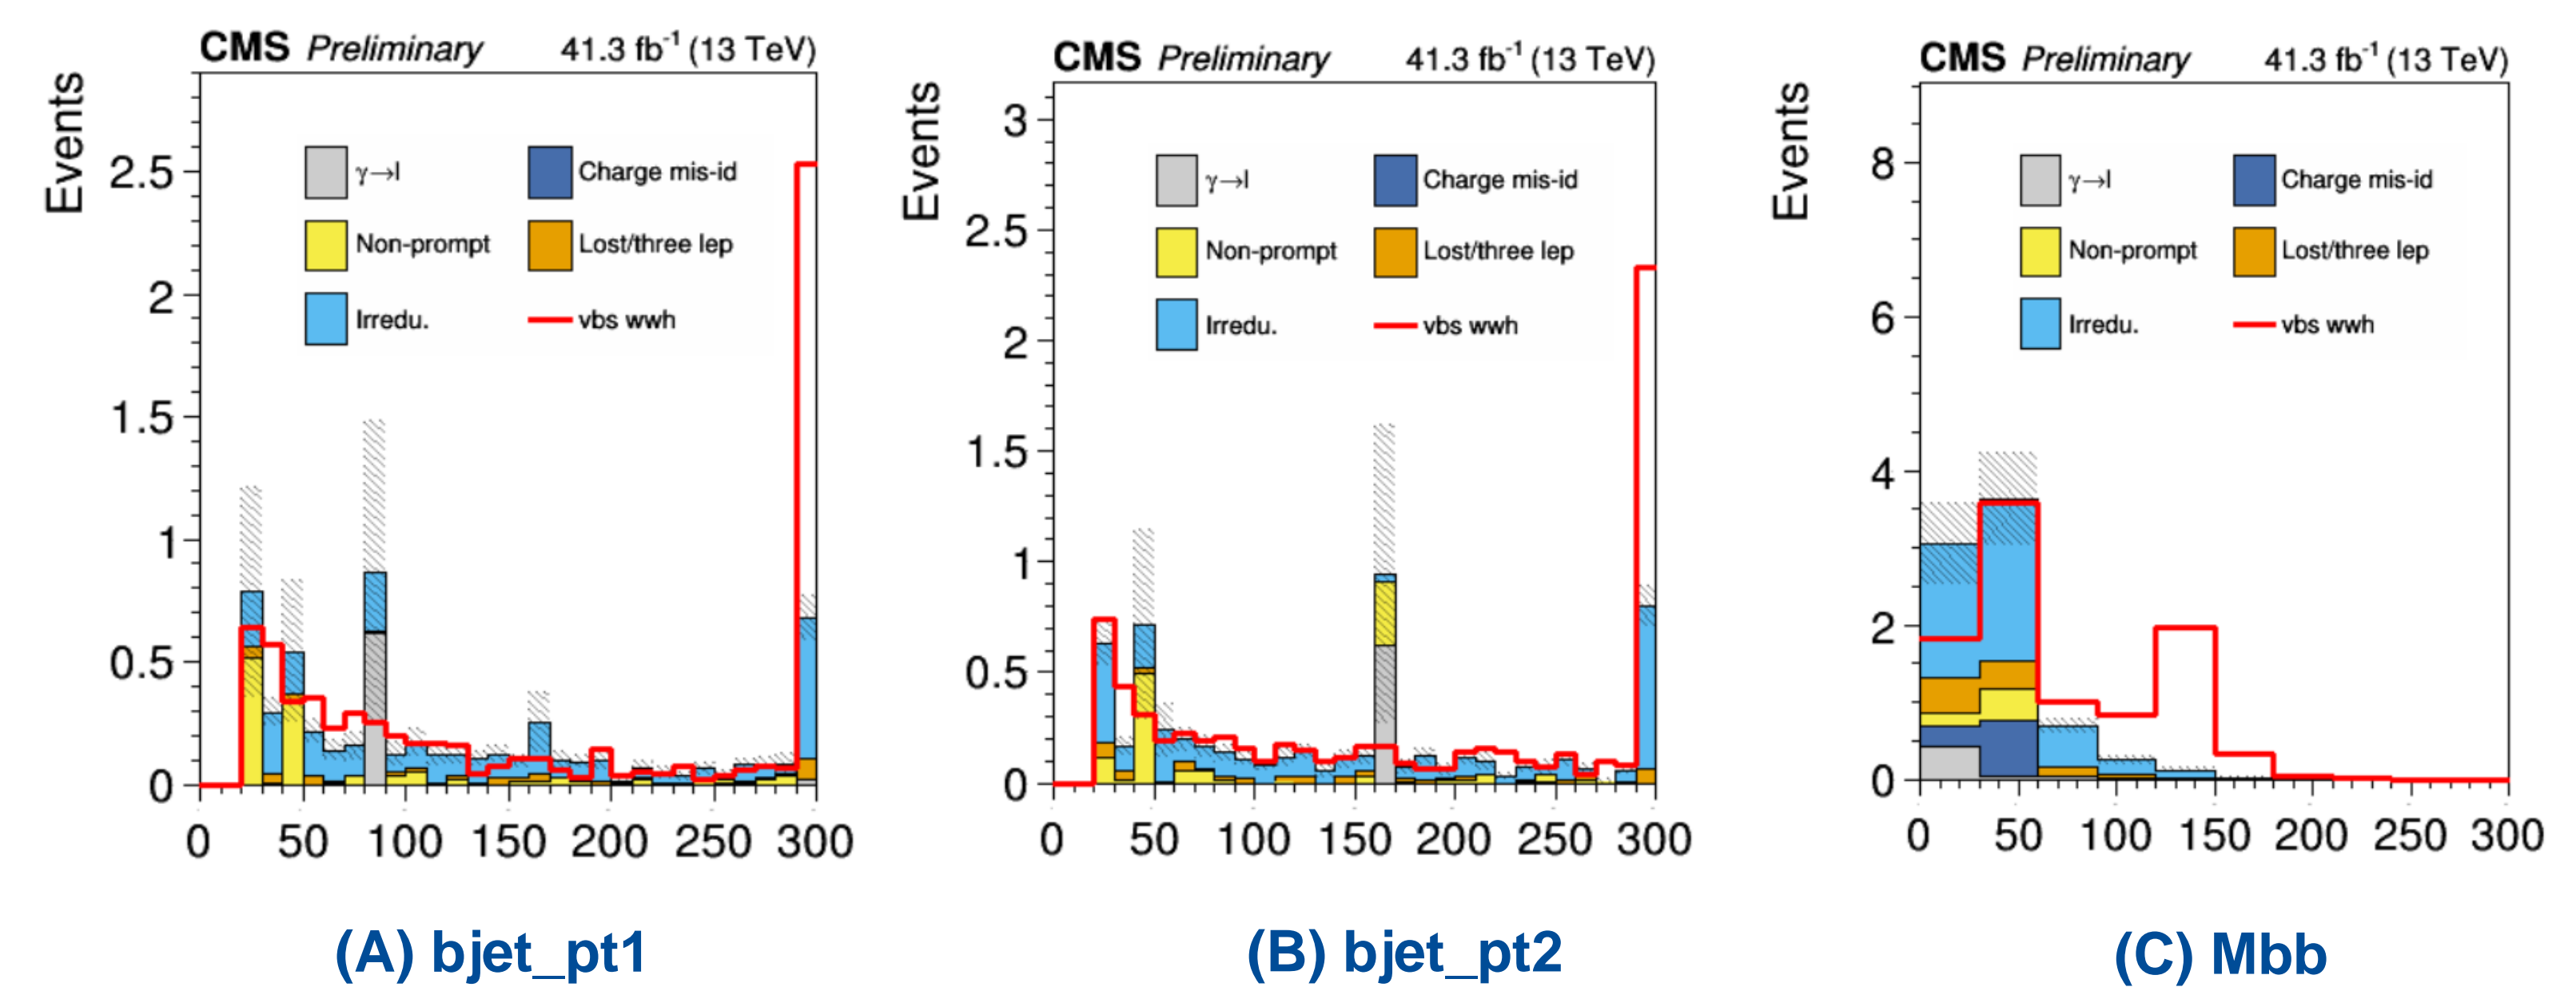 CMS Preliminary 41.3 fb⁻¹ (13 TeV)
Events
γ→l
Charge mis-id
Non-prompt
Lost/three lep
Irredu.
vbs wwh
2.5
2
1.5
1
0.5
0
0 50 100 150 200 250 300
(A) bjet_pt1
CMS Preliminary 41.3 fb⁻¹ (13 TeV)
Events
γ→l
Charge mis-id
Non-prompt
Lost/three lep
Irredu.
vbs wwh
3
2.5
2
1.5
1
0.5
0
0 50 100 150 200 250 300
(B) bjet_pt2
CMS Preliminary 41.3 fb⁻¹ (13 TeV)
Events
γ→l
Charge mis-id
Non-prompt
Lost/three lep
Irredu.
vbs wwh
8
6
4
2
0
0 50 100 150 200 250 300
(C) Mbb